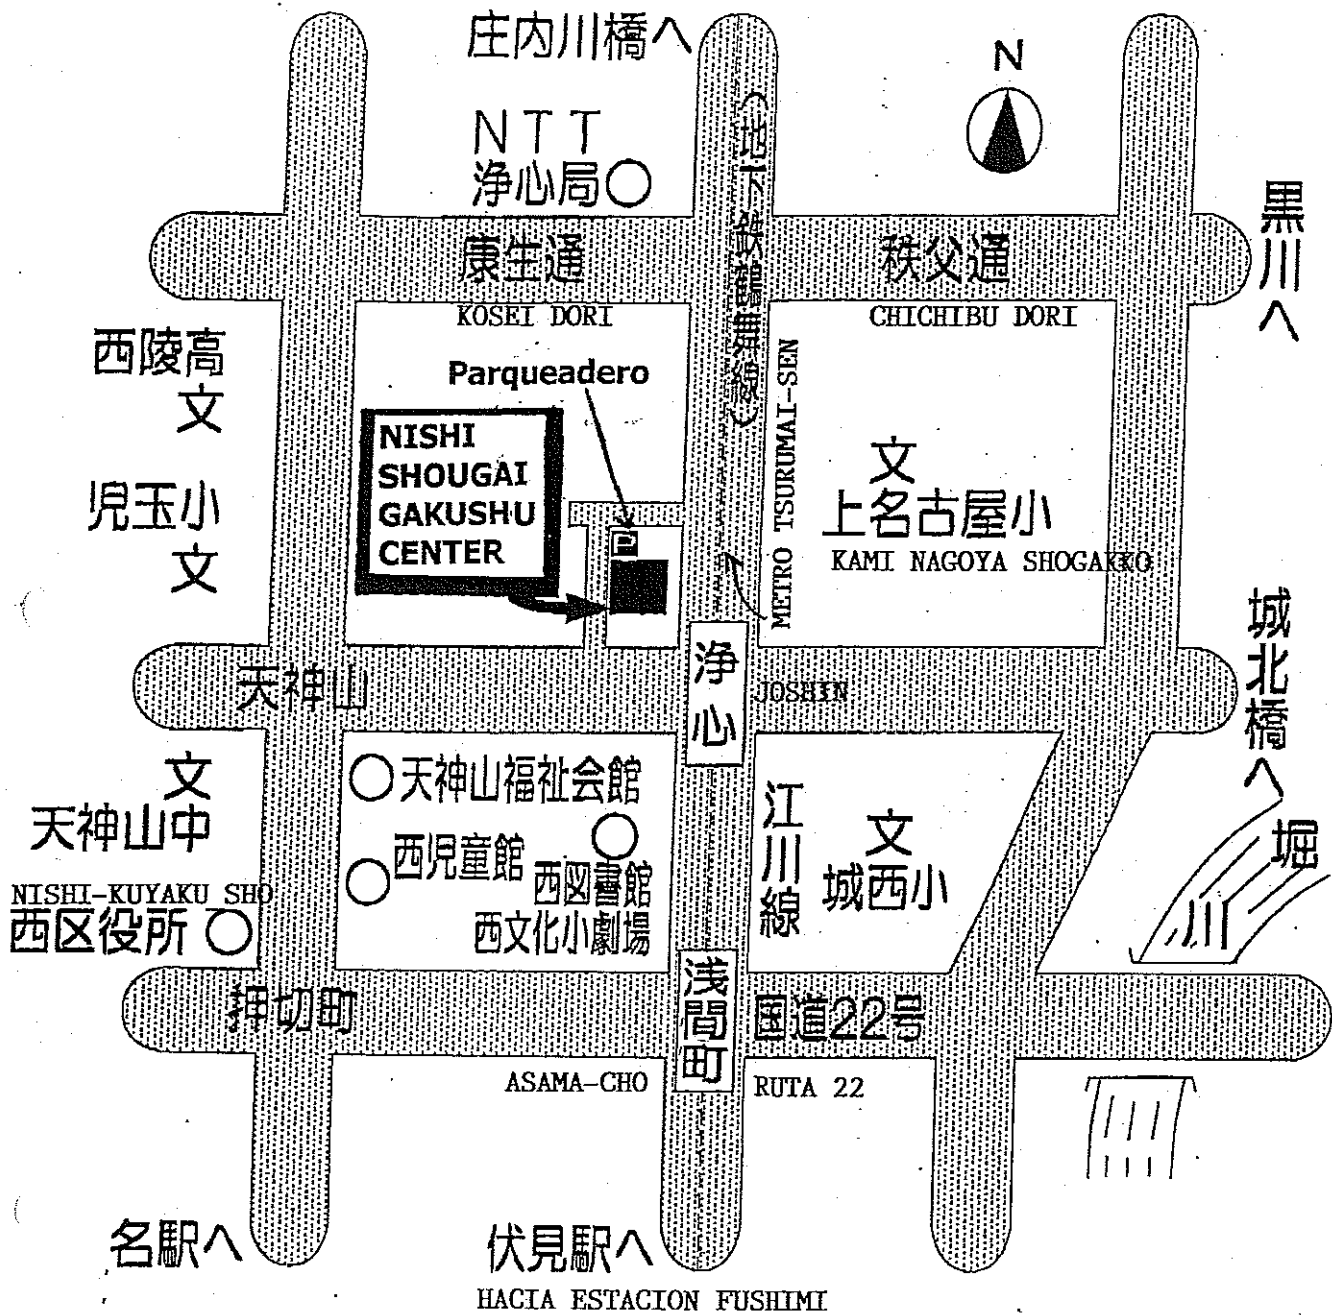 庄内川橋へ
N
NTT
浄心局
(地下鉄鶴舞線)
黒川へ
康生通
秩父通
KOSEI DORI
CHICHIBU DORI
西陵高
文
Parqueadero
METRO TSURUMAI-SEN
NISHI
SHOUGAI
GAKUSHU
CENTER
文
上名古屋小
KAMI NAGOYA SHOGAKKO
児玉小
文
P
城北橋へ
天神山
浄心
JOSHIN
文
天神山中
天神山福祉会館
江川線
文
城西小
堀川
西児童館
西図書館
西文化小劇場
NISHI-KUYAKU SHO
西区役所
押切町
浅間町
国道22号
ASAMA-CHO
RUTA 22
名駅へ
伏見駅へ
HACIA ESTACION FUSHIMI